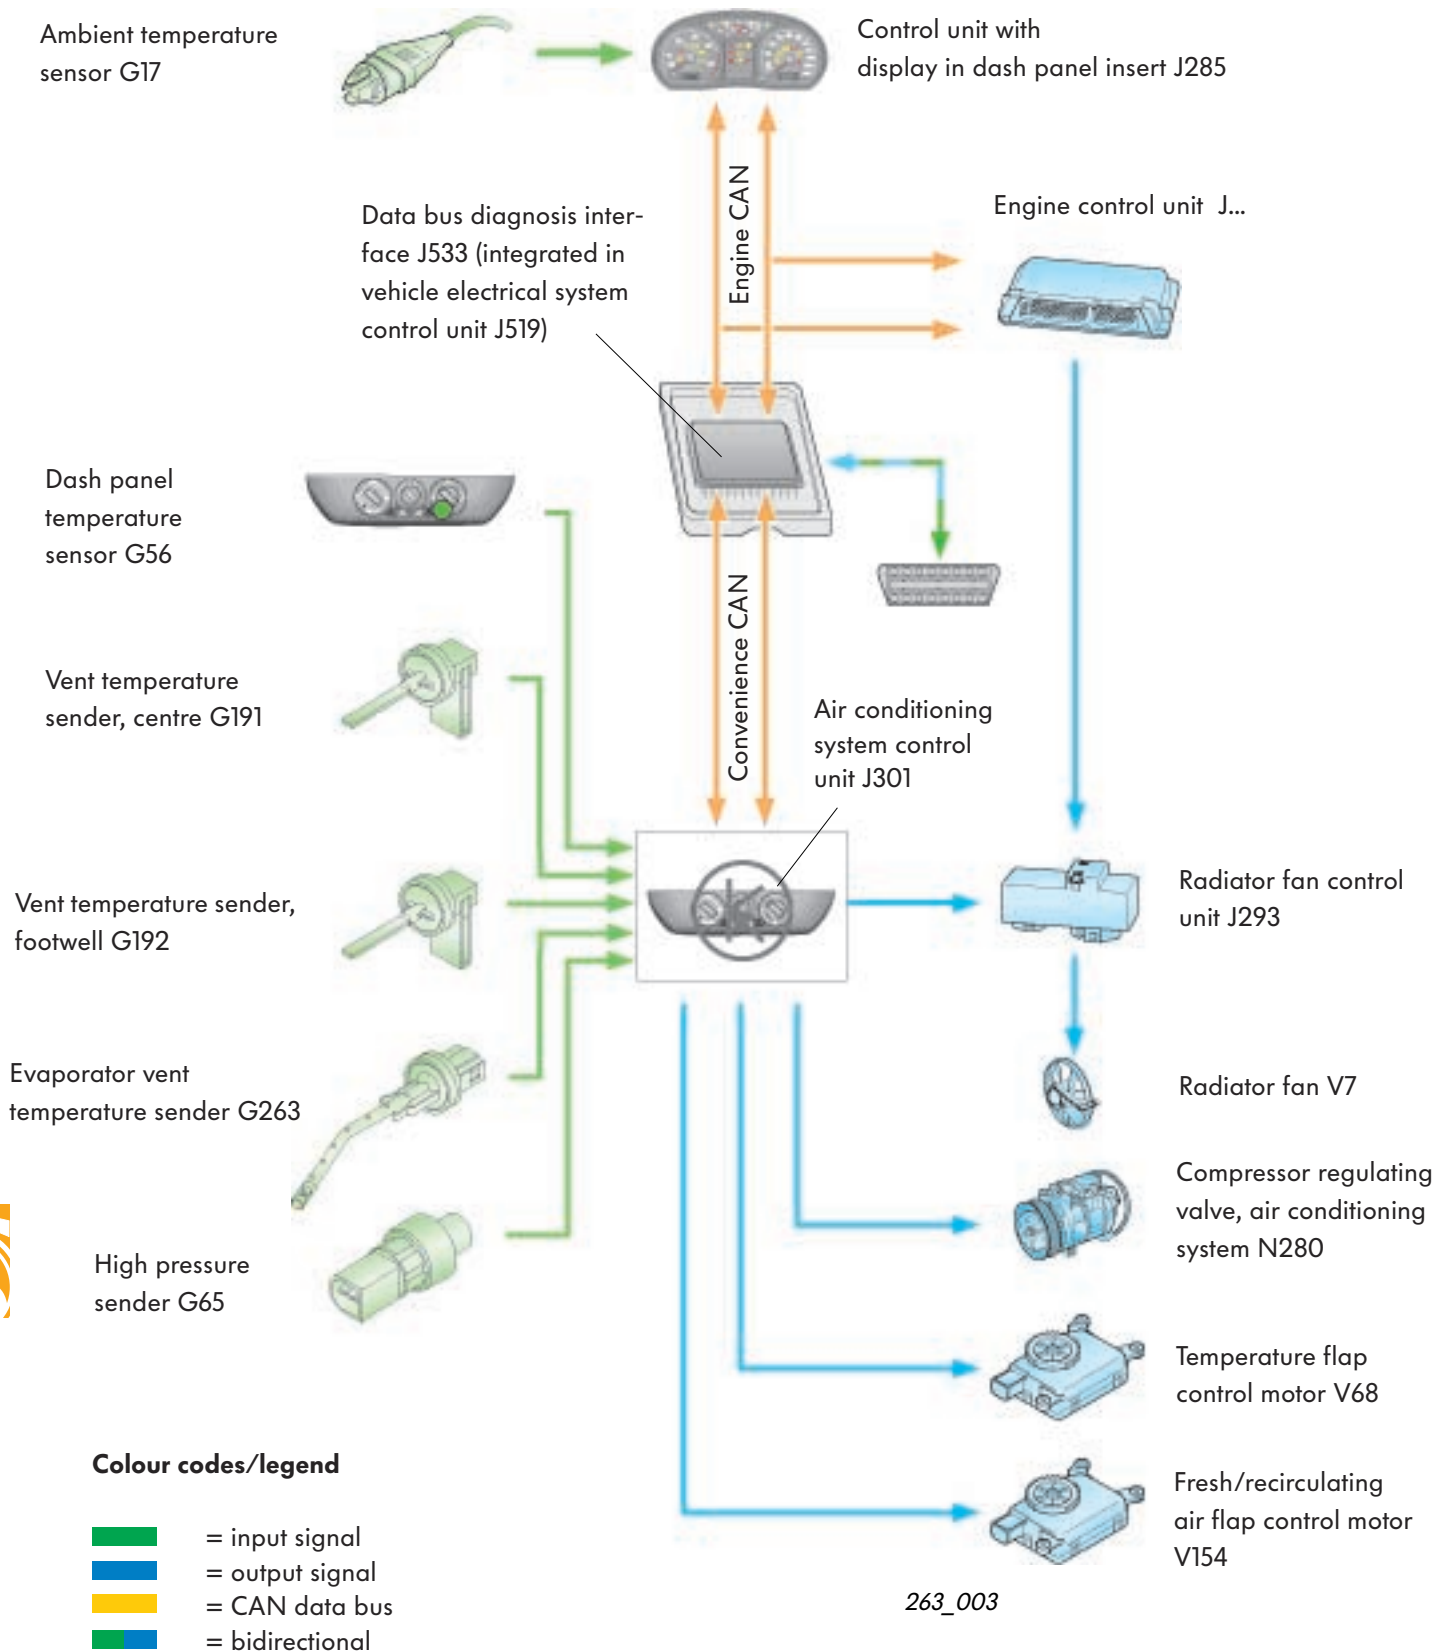 Ambient temperature
sensor G17
Control unit with
display in dash panel insert J285
Engine CAN
Data bus diagnosis inter-
face J533 (integrated in
vehicle electrical system
control unit J519)
Engine control unit J...
Dash panel
temperature
sensor G56
Convenience CAN
Vent temperature
sender, centre G191
Air conditioning
system control
unit J301
Vent temperature sender,
footwell G192
Radiator fan control
unit J293
Evaporator vent
temperature sender G263
Radiator fan V7
Compressor regulating
valve, air conditioning
system N280
High pressure
sender G65
Temperature flap
control motor V68
Fresh/recirculating
air flap control motor
V154
Colour codes/legend
= input signal
= output signal
= CAN data bus
= bidirectional
263_003